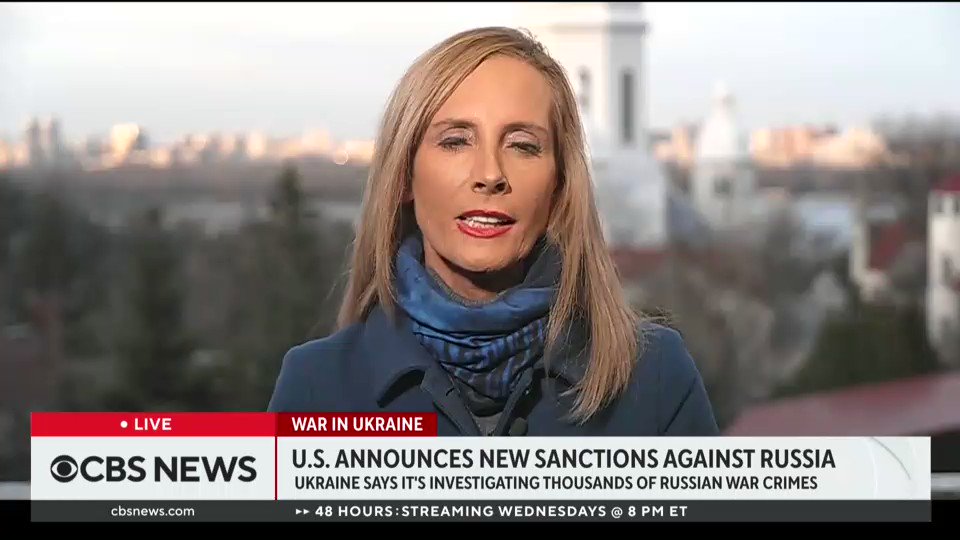 • LIVE
WAR IN UKRAINE
CBS NEWS
U.S. ANNOUNCES NEW SANCTIONS AGAINST RUSSIA
UKRAINE SAYS IT'S INVESTIGATING THOUSANDS OF RUSSIAN WAR CRIMES
cbsnews.com
48 HOURS: STREAMING WEDNESDAYS @ 8 PM ET